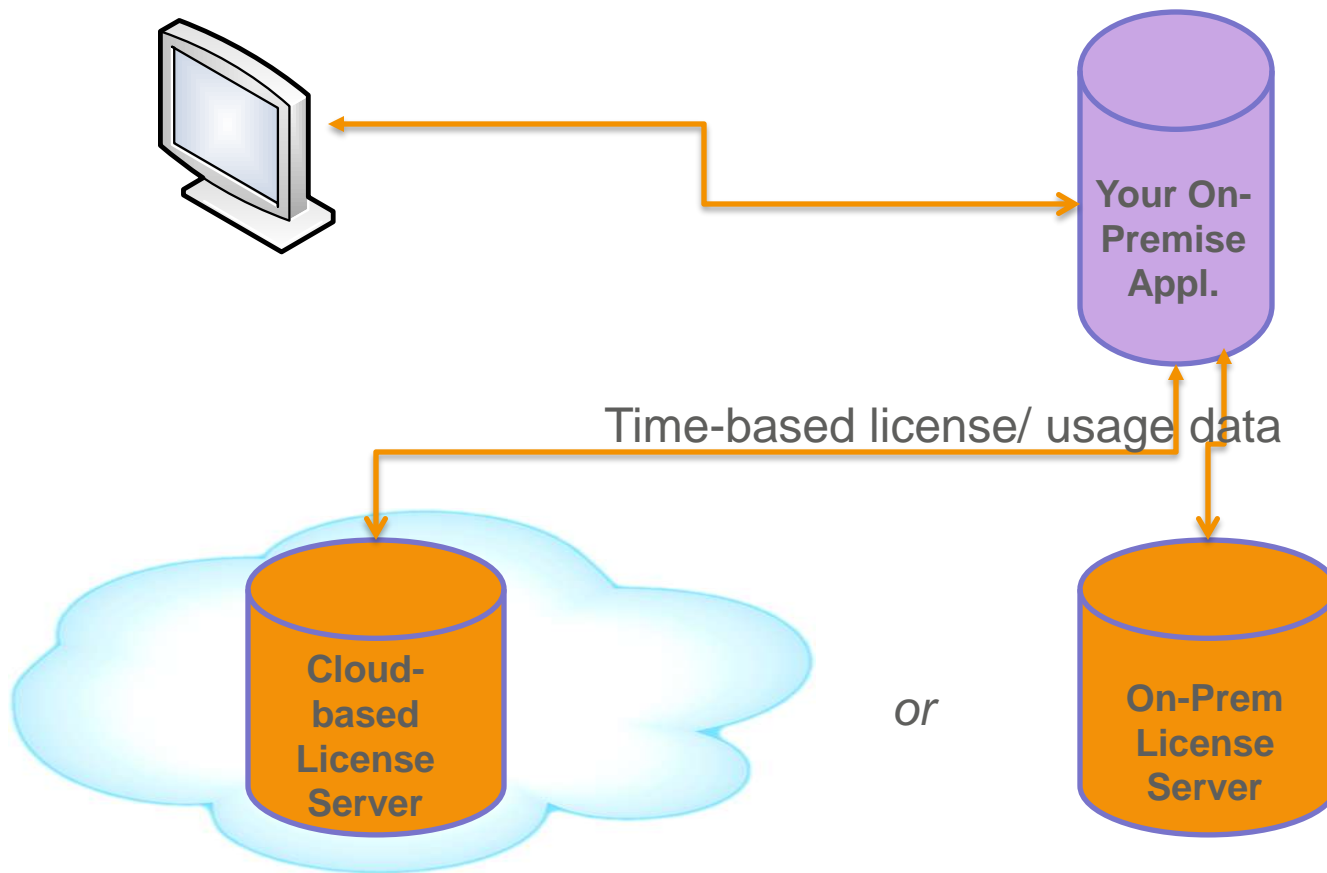 Your On-
Premise
Appl.
Time-based license/ usage data
Cloud-
based
License
Server
or
On-Prem
License
Server